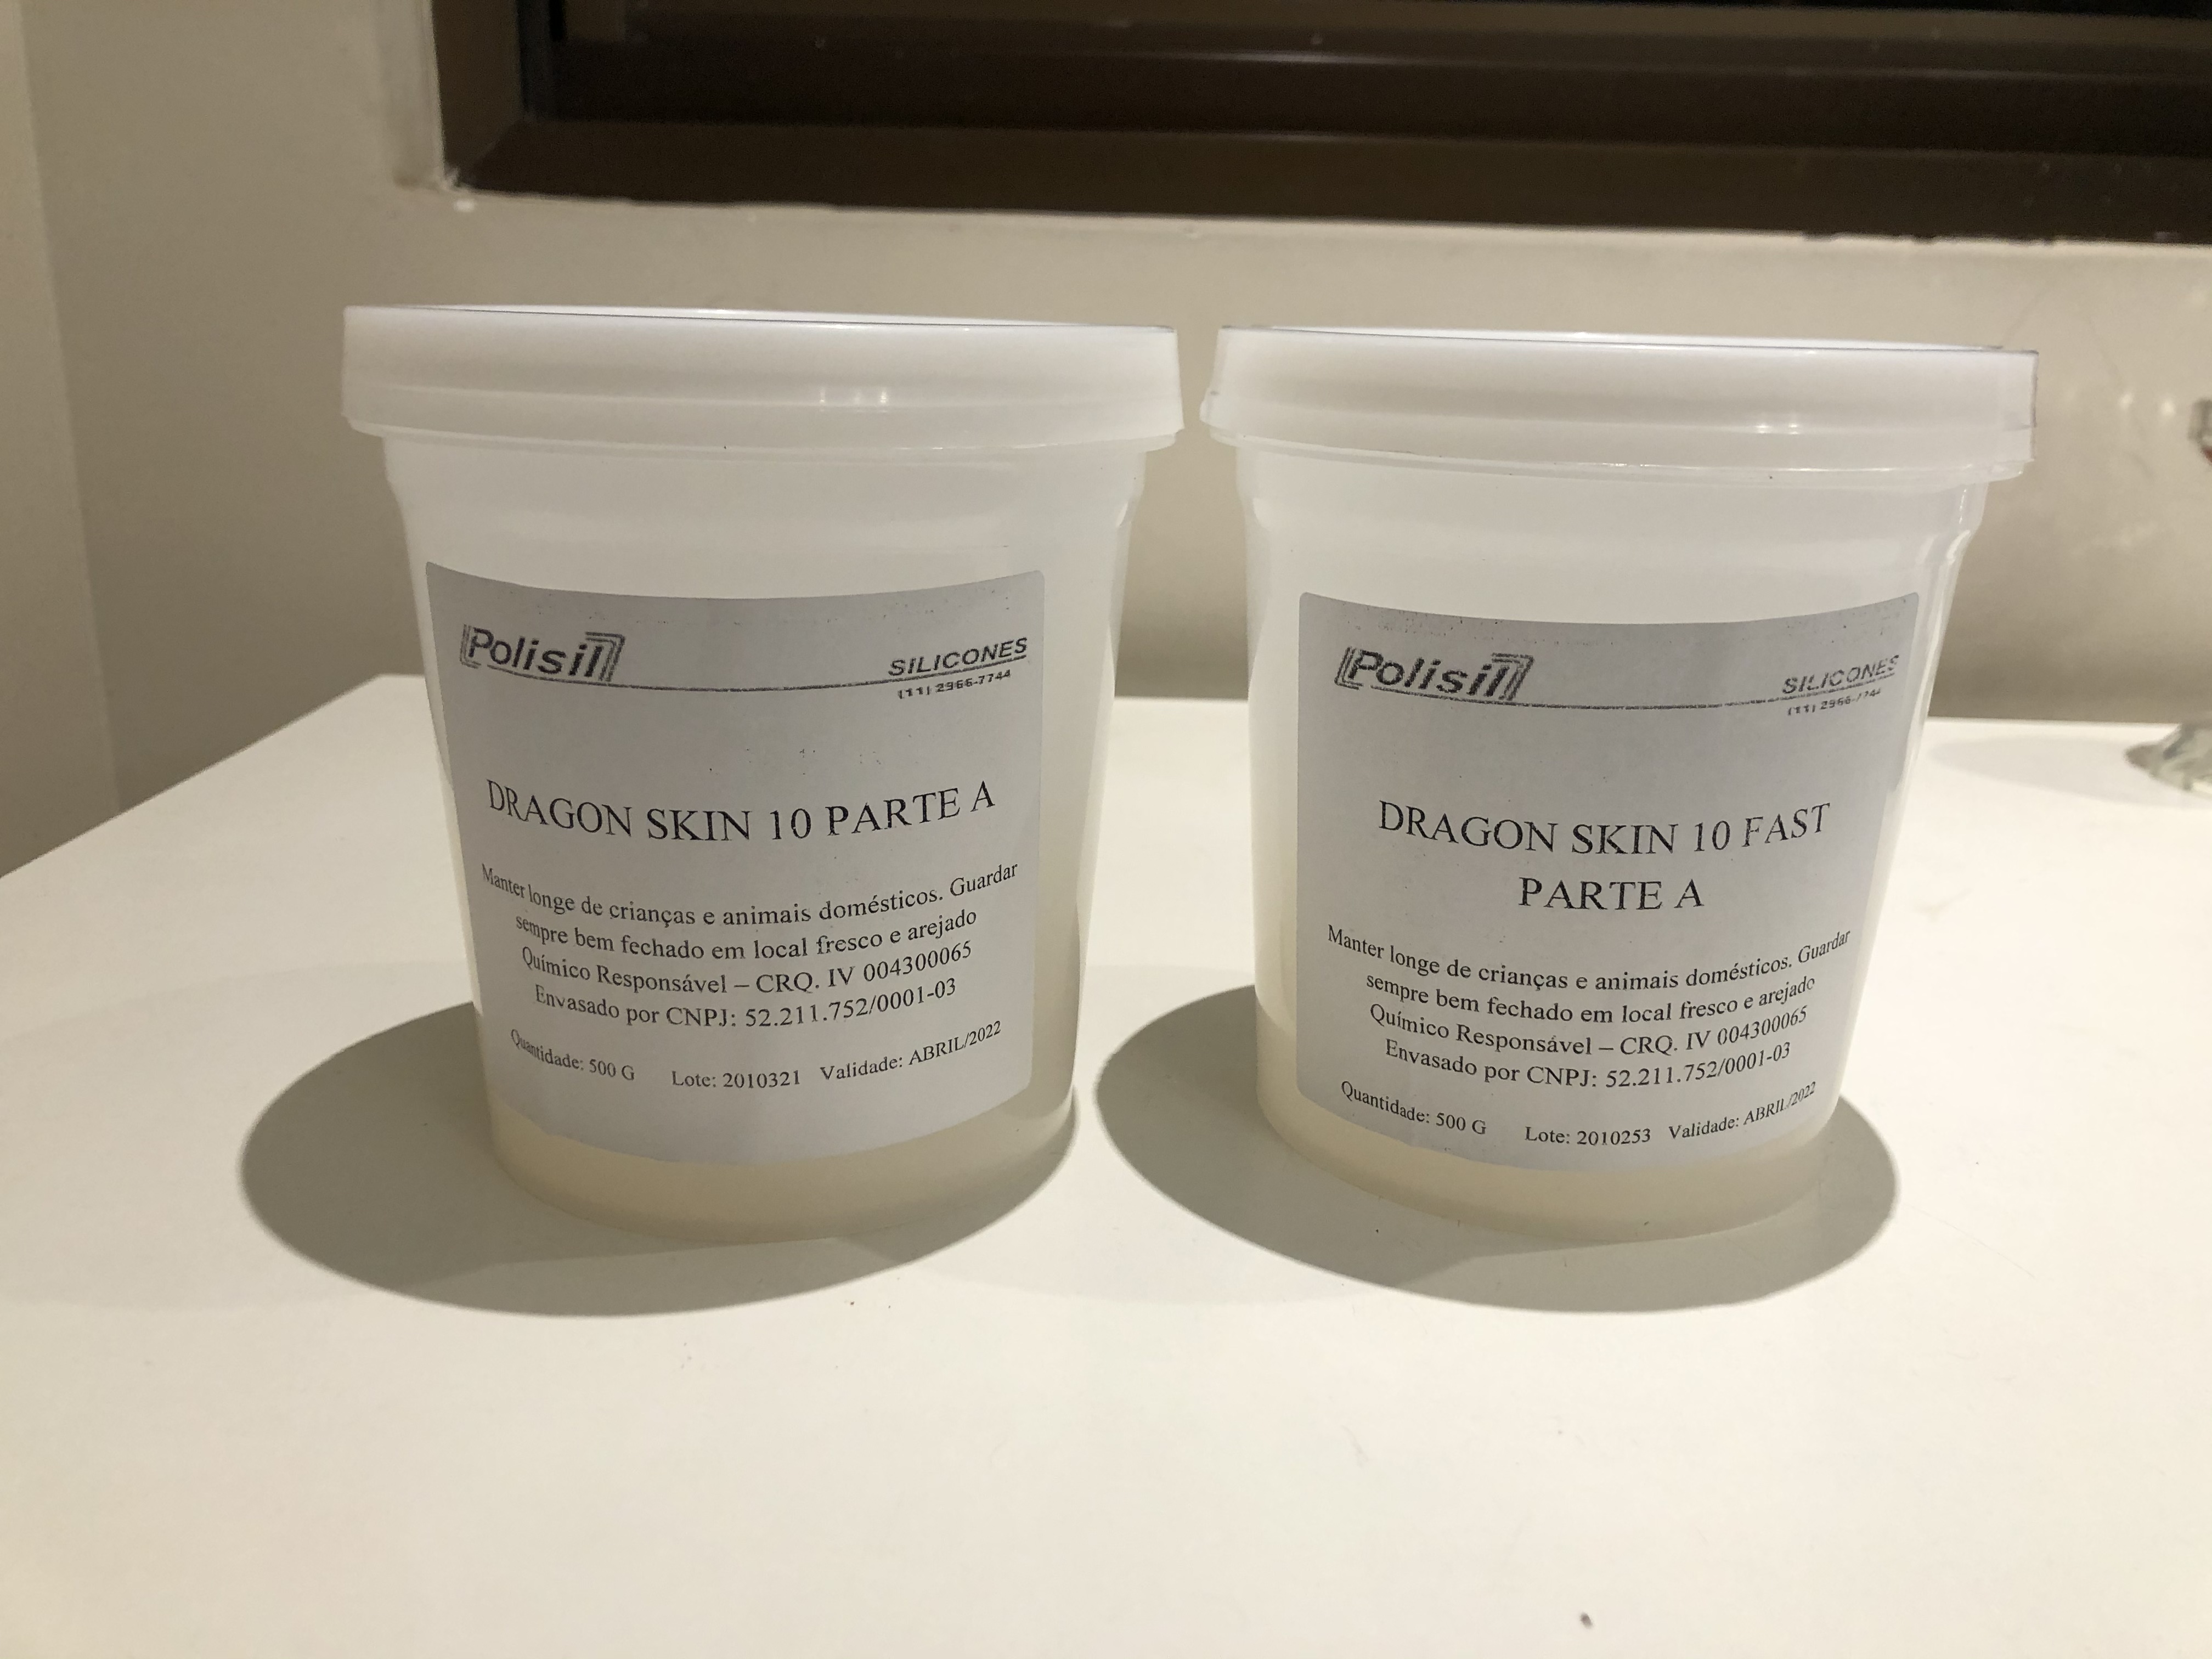 Polisil
SILICONES
(11) 2966-7744
DRAGON SKIN 10 PARTE A
Manter longe de crianças e animais domésticos. Guardar
sempre bem fechado em local fresco e arejado
Químico Responsável – CRQ. IV 004300065
Envasado por CNPJ: 52.211.752/0001-03
Quantidade: 500 G Lote: 2010321 Validade: ABRIL/2022
Polisil
SILICONES
(11) 2966-7744
DRAGON SKIN 10 FAST
PARTE A
Manter longe de crianças e animais domésticos. Guardar
sempre bem fechado em local fresco e arejado
Químico Responsável – CRQ. IV 004300065
Envasado por CNPJ: 52.211.752/0001-03
Quantidade: 500 G Lote: 2010253 Validade: ABRIL/2022